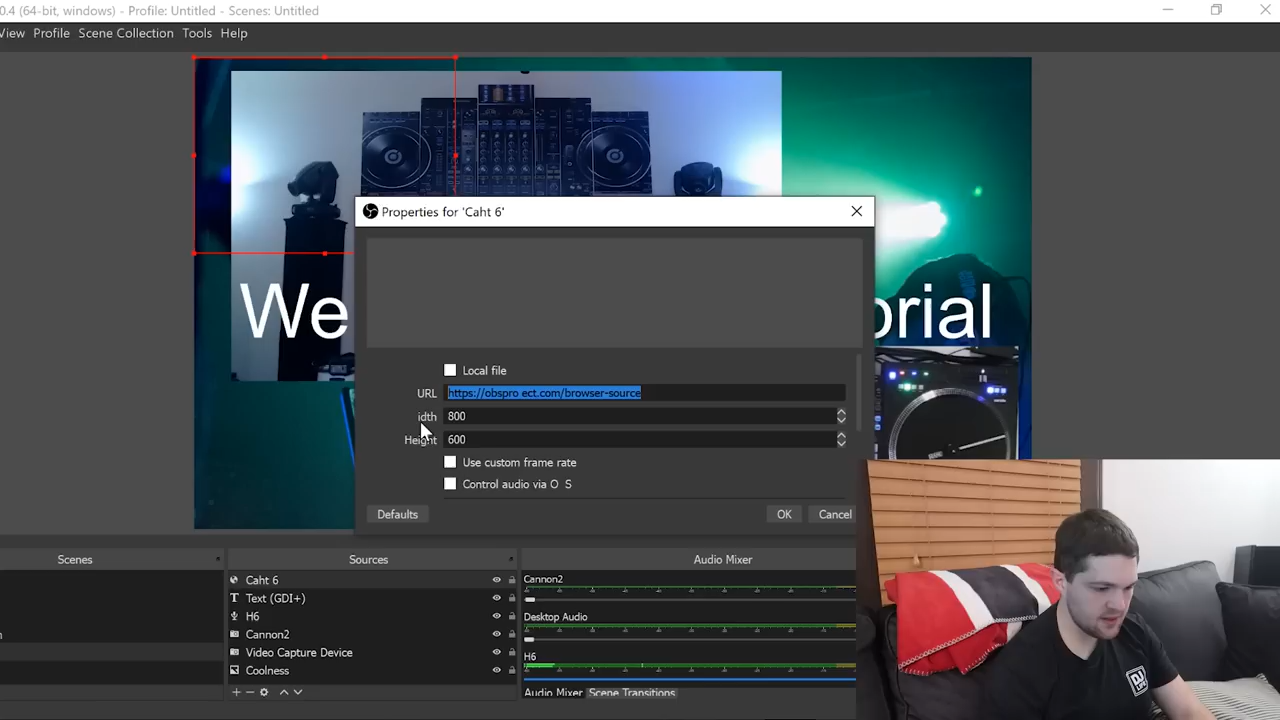 0.4 (64-bit, windows) - Profile: Untitled - Scenes: Untitled
View Profile Scene Collection Tools Help
We
orial
Properties for 'Caht 6'
Local file
URL https://obspro ect.com/browser-source
idth 800
Height 600
Use custom frame rate
Control audio via O S
Defaults OK Cancel
Scenes Sources Audio Mixer
Caht 6
Text (GDI+)
H6
Cannon2
Video Capture Device
Coolness
Cannon2
Desktop Audio
H6
Audio Mixer Scene Transitions